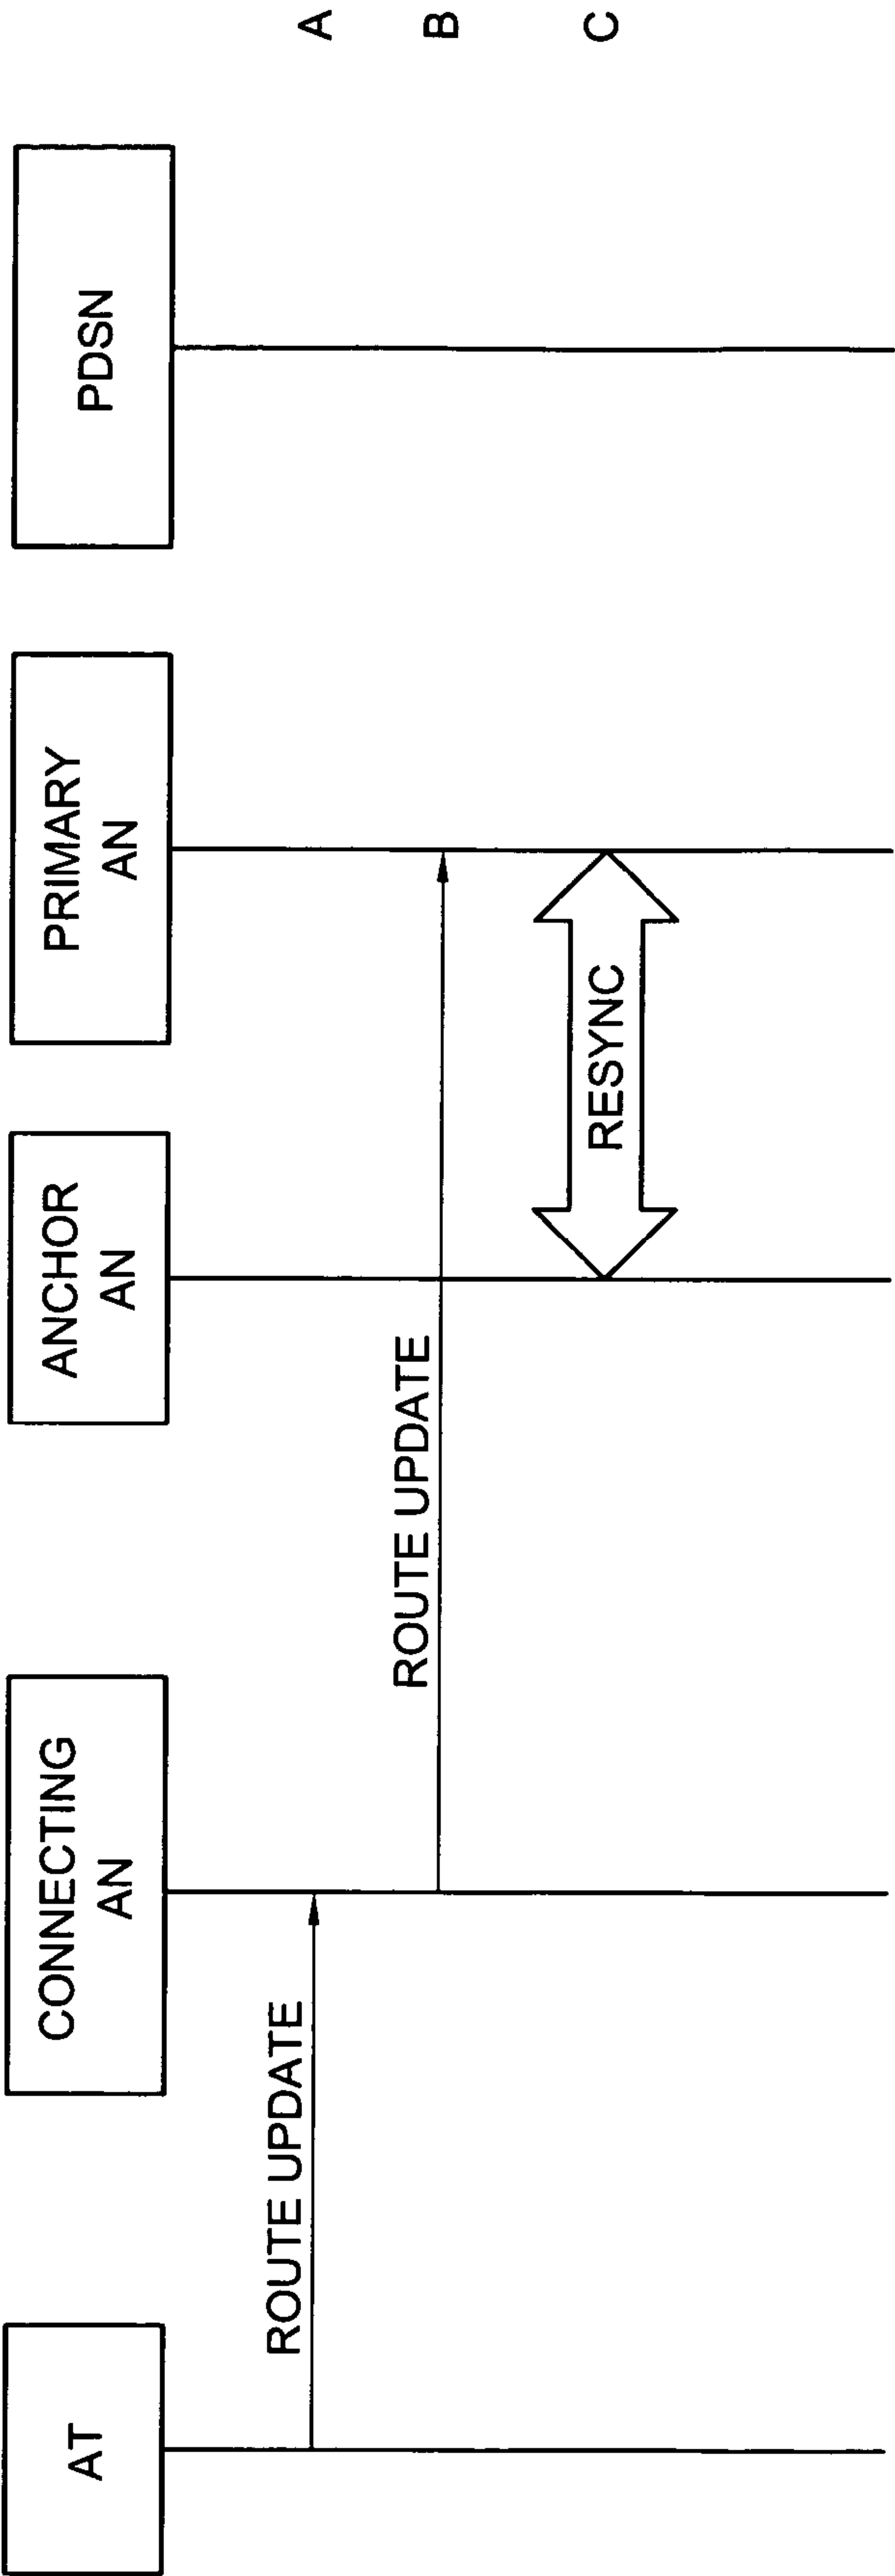 AT
CONNECTING
AN
ANCHOR
AN
PRIMARY
AN
PDSN
ROUTE UPDATE
A
ROUTE UPDATE
B
RESYNC
C